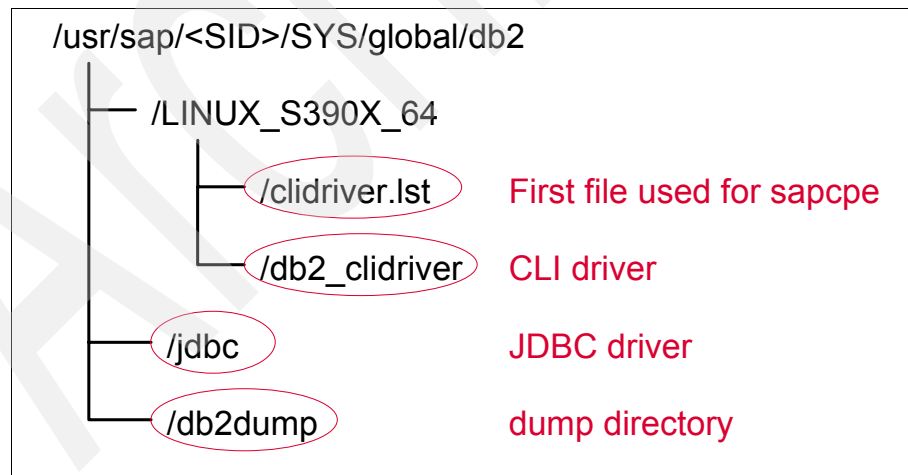 /usr/sap/<SID>/SYS/global/db2
/LINUX_S390X_64
/clidriver.lst First file used for sapcpe
/db2_clidriver CLI driver
/jdbc JDBC driver
/db2dump dump directory